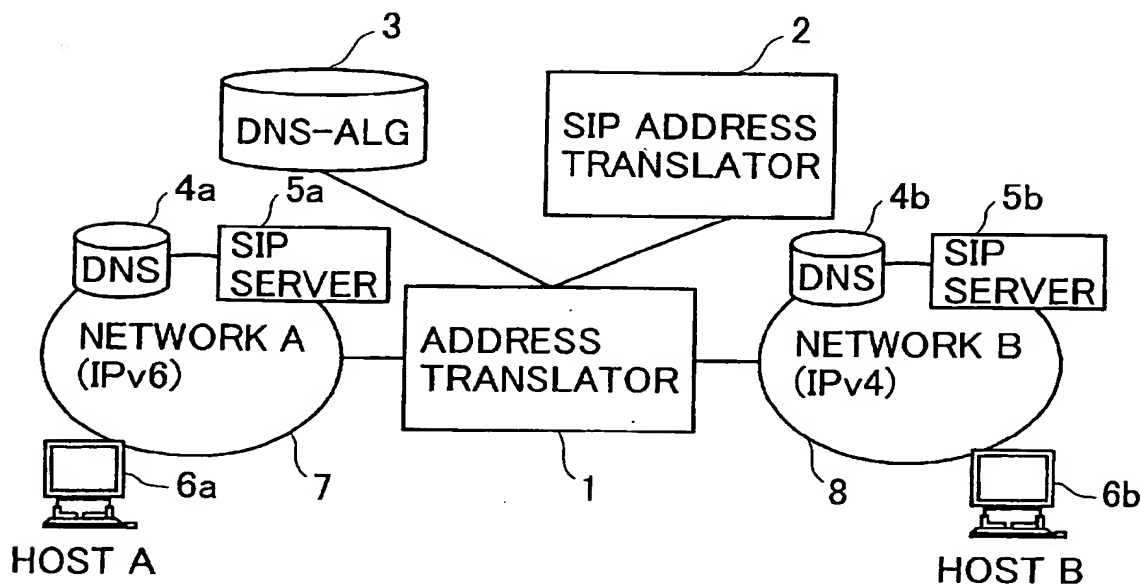 3
2
DNS-ALG
SIP ADDRESS
TRANSLATOR
4a
5a
4b
5b
DNS
SIP
SERVER
DNS
SIP
SERVER
NETWORK A
(IPv6)
ADDRESS
TRANSLATOR
NETWORK B
(IPv4)
6a
7
1
8
6b
HOST A
HOST B